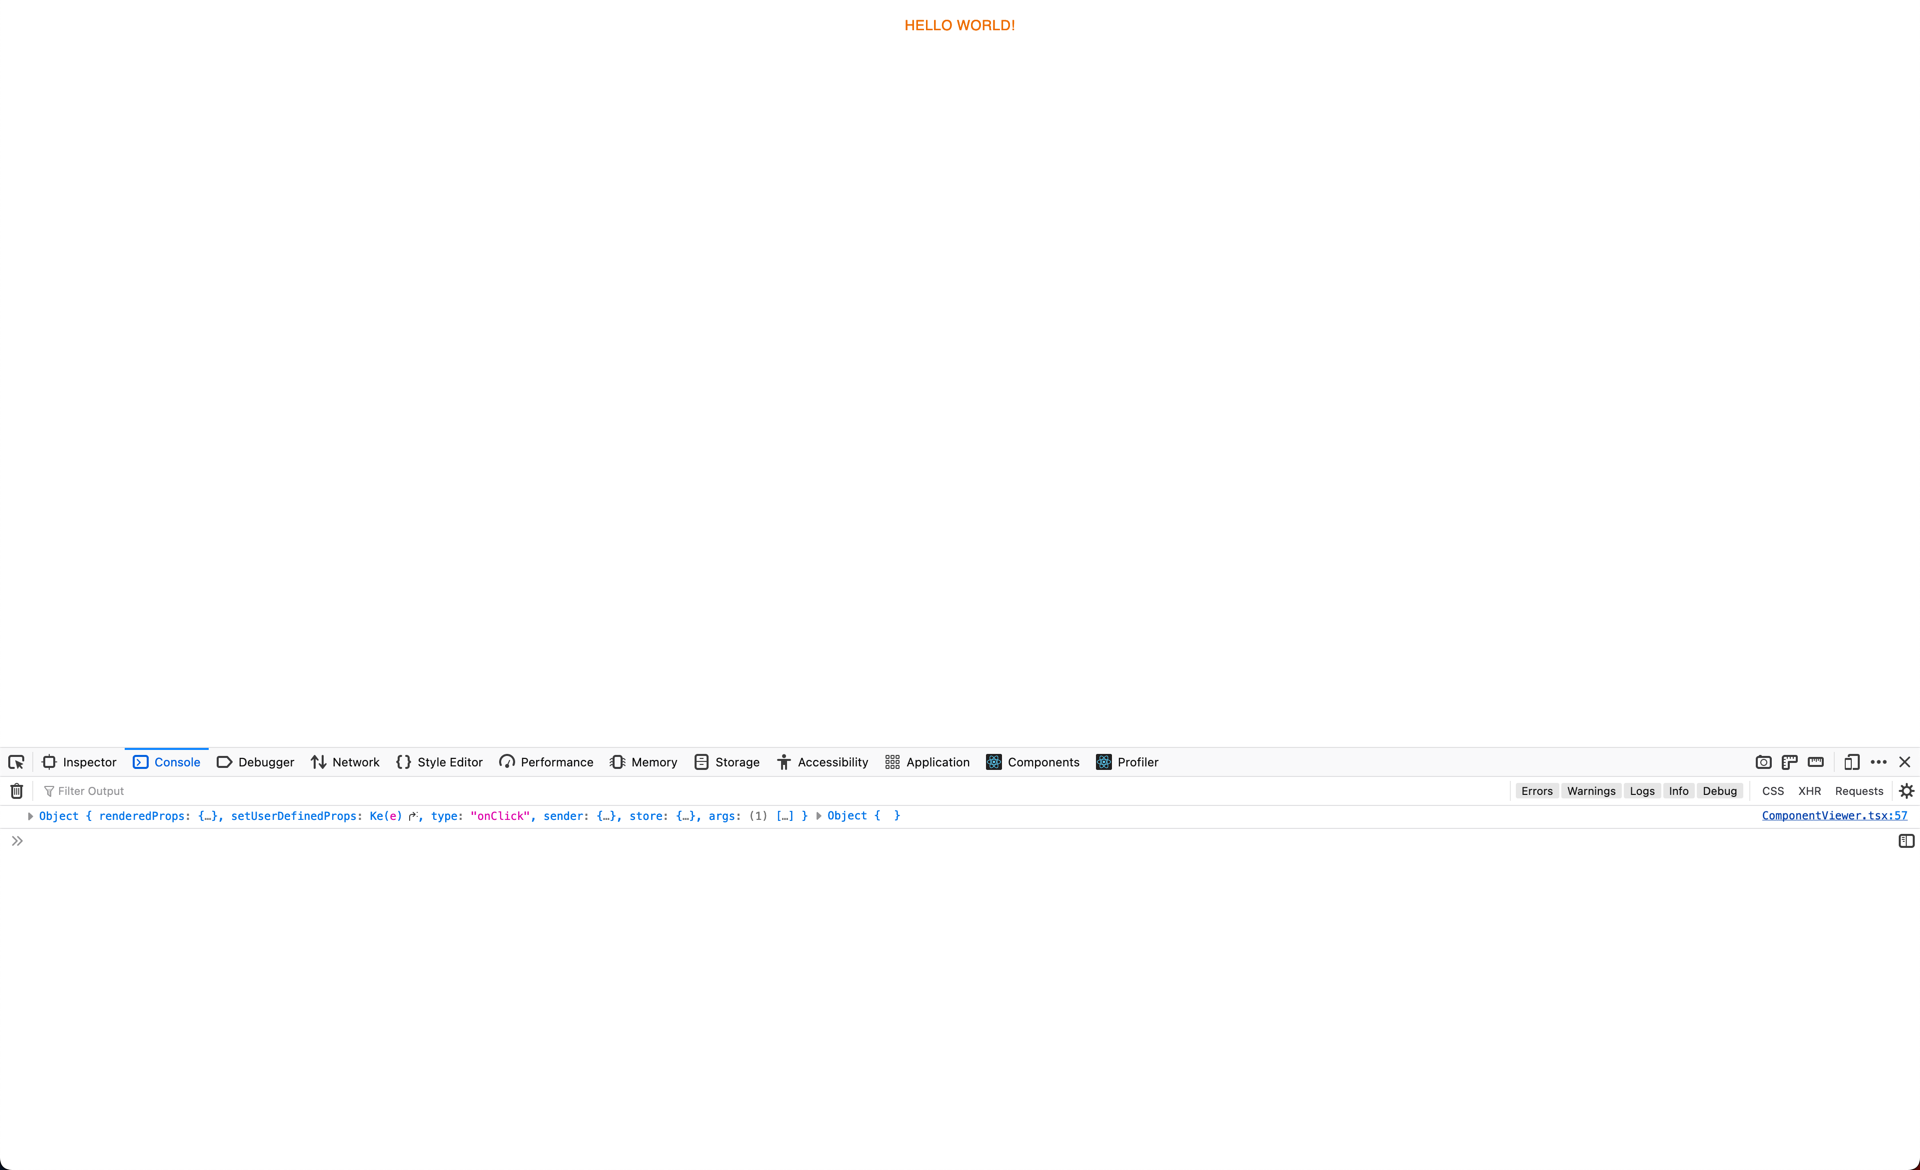 HELLO WORLD!
Inspector Console Debugger Network Style Editor Performance Memory Storage Accessibility Application Components Profiler
Filter Output Errors Warnings Logs Info Debug CSS XHR Requests
Object { renderedProps: {…}, setUserDefinedProps: Ke(e), type: "onClick", sender: {…}, store: {…}, args: (1) […] } Object { } ComponentViewer.tsx:57